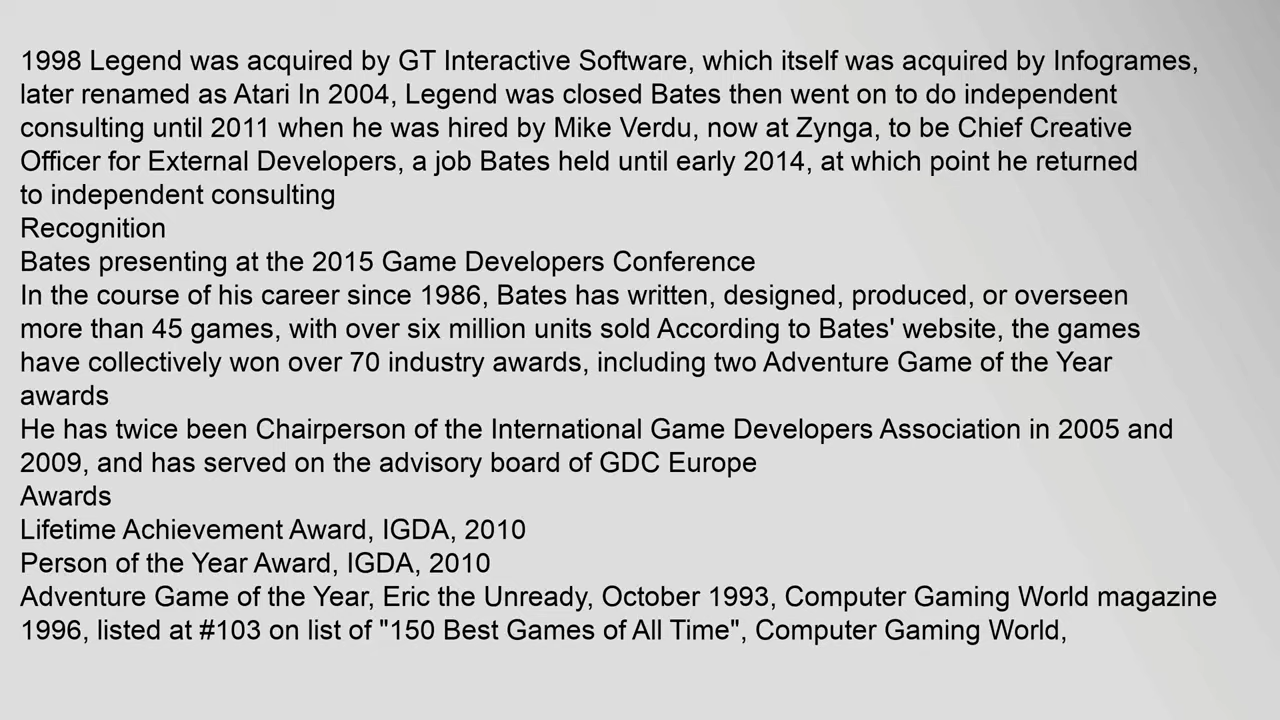 1998 Legend was acquired by GT Interactive Software, which itself was acquired by Infogrames,
later renamed as Atari In 2004, Legend was closed Bates then went on to do independent
consulting until 2011 when he was hired by Mike Verdu, now at Zynga, to be Chief Creative
Officer for External Developers, a job Bates held until early 2014, at which point he returned
to independent consulting
Recognition
Bates presenting at the 2015 Game Developers Conference
In the course of his career since 1986, Bates has written, designed, produced, or overseen
more than 45 games, with over six million units sold According to Bates' website, the games
have collectively won over 70 industry awards, including two Adventure Game of the Year
awards
He has twice been Chairperson of the International Game Developers Association in 2005 and
2009, and has served on the advisory board of GDC Europe
Awards
Lifetime Achievement Award, IGDA, 2010
Person of the Year Award, IGDA, 2010
Adventure Game of the Year, Eric the Unready, October 1993, Computer Gaming World magazine
1996, listed at #103 on list of "150 Best Games of All Time", Computer Gaming World,